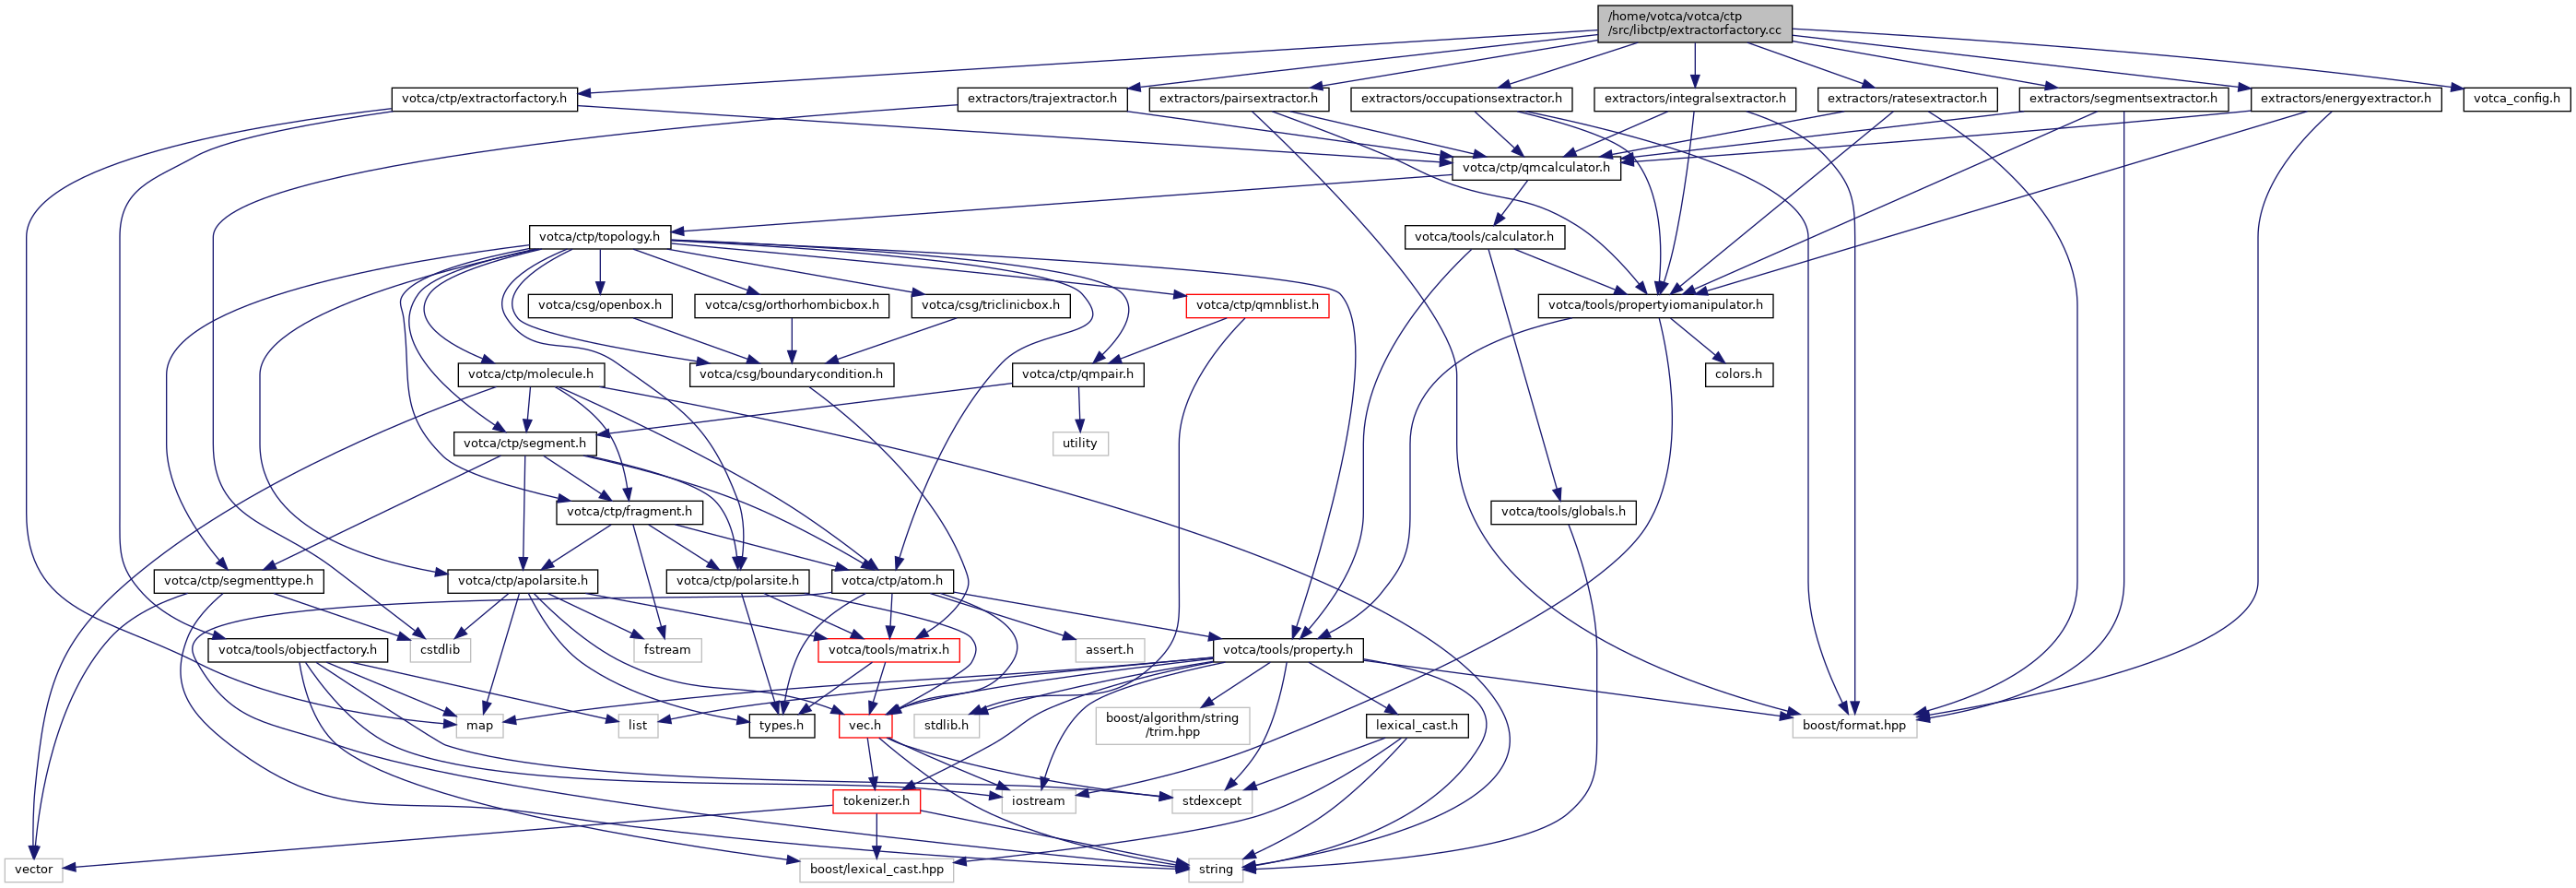 /home/votca/votca/ctp
/src/libctp/extractorfactory.cc
votca/ctp/extractorfactory.h
extractors/trajextractor.h
extractors/pairsextractor.h
extractors/occupationsextractor.h
extractors/integralsextractor.h
extractors/ratesextractor.h
extractors/segmentsextractor.h
extractors/energyextractor.h
votca_config.h
votca/ctp/qmcalculator.h
votca/ctp/topology.h
votca/tools/calculator.h
votca/csg/openbox.h
votca/csg/orthorhombicbox.h
votca/csg/triclinicbox.h
votca/ctp/qmnblist.h
votca/tools/propertyiomanipulator.h
votca/ctp/molecule.h
votca/csg/boundarycondition.h
votca/ctp/qmpair.h
colors.h
votca/ctp/segment.h
utility
votca/ctp/fragment.h
votca/tools/globals.h
votca/ctp/segmenttype.h
votca/ctp/apolarsite.h
votca/ctp/polarsite.h
votca/ctp/atom.h
votca/tools/objectfactory.h
cstdlib
fstream
votca/tools/matrix.h
assert.h
votca/tools/property.h
map
list
types.h
vec.h
stdlib.h
boost/algorithm/string
/trim.hpp
lexical_cast.h
boost/format.hpp
tokenizer.h
iostream
stdexcept
vector
boost/lexical_cast.hpp
string